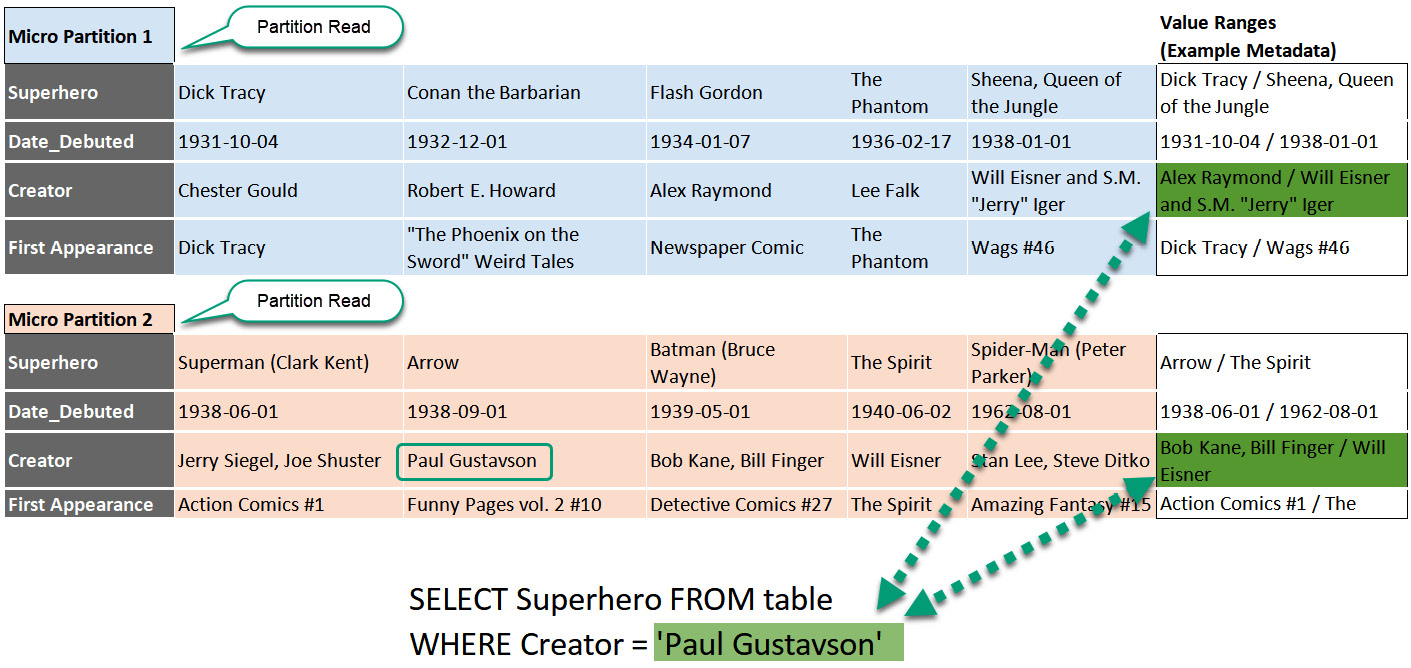 Micro Partition 1
Partition Read
Value Ranges
(Example Metadata)
Superhero
Dick Tracy
Conan the Barbarian
Flash Gordon
The
Phantom
Sheena, Queen of
the Jungle
Dick Tracy / Sheena, Queen
of the Jungle
Date_Debuted
1931-10-04
1932-12-01
1934-01-07
1936-02-17
1938-01-01
1931-10-04 / 1938-01-01
Creator
Chester Gould
Robert E. Howard
Alex Raymond
Lee Falk
Will Eisner and S.M.
"Jerry" Iger
Alex Raymond / Will Eisner
and S.M. "Jerry" Iger
First Appearance
Dick Tracy
"The Phoenix on the
Sword" Weird Tales
Newspaper Comic
The
Phantom
Wags #46
Dick Tracy / Wags #46
Micro Partition 2
Partition Read
Superhero
Superman (Clark Kent)
Arrow
Batman (Bruce
Wayne)
The Spirit
Spider-Man (Peter
Parker)
Arrow / The Spirit
Date_Debuted
1938-06-01
1938-09-01
1939-05-01
1940-06-02
1962-08-01
1938-06-01 / 1962-08-01
Creator
Jerry Siegel, Joe Shuster
Paul Gustavson
Bob Kane, Bill Finger
Will Eisner
Stan Lee, Steve Ditko
Bob Kane, Bill Finger / Will
Eisner
First Appearance
Action Comics #1
Funny Pages vol. 2 #10
Detective Comics #27
The Spirit
Amazing Fantasy #15
Action Comics #1 / The
SELECT Superhero FROM table
WHERE Creator = 'Paul Gustavson'